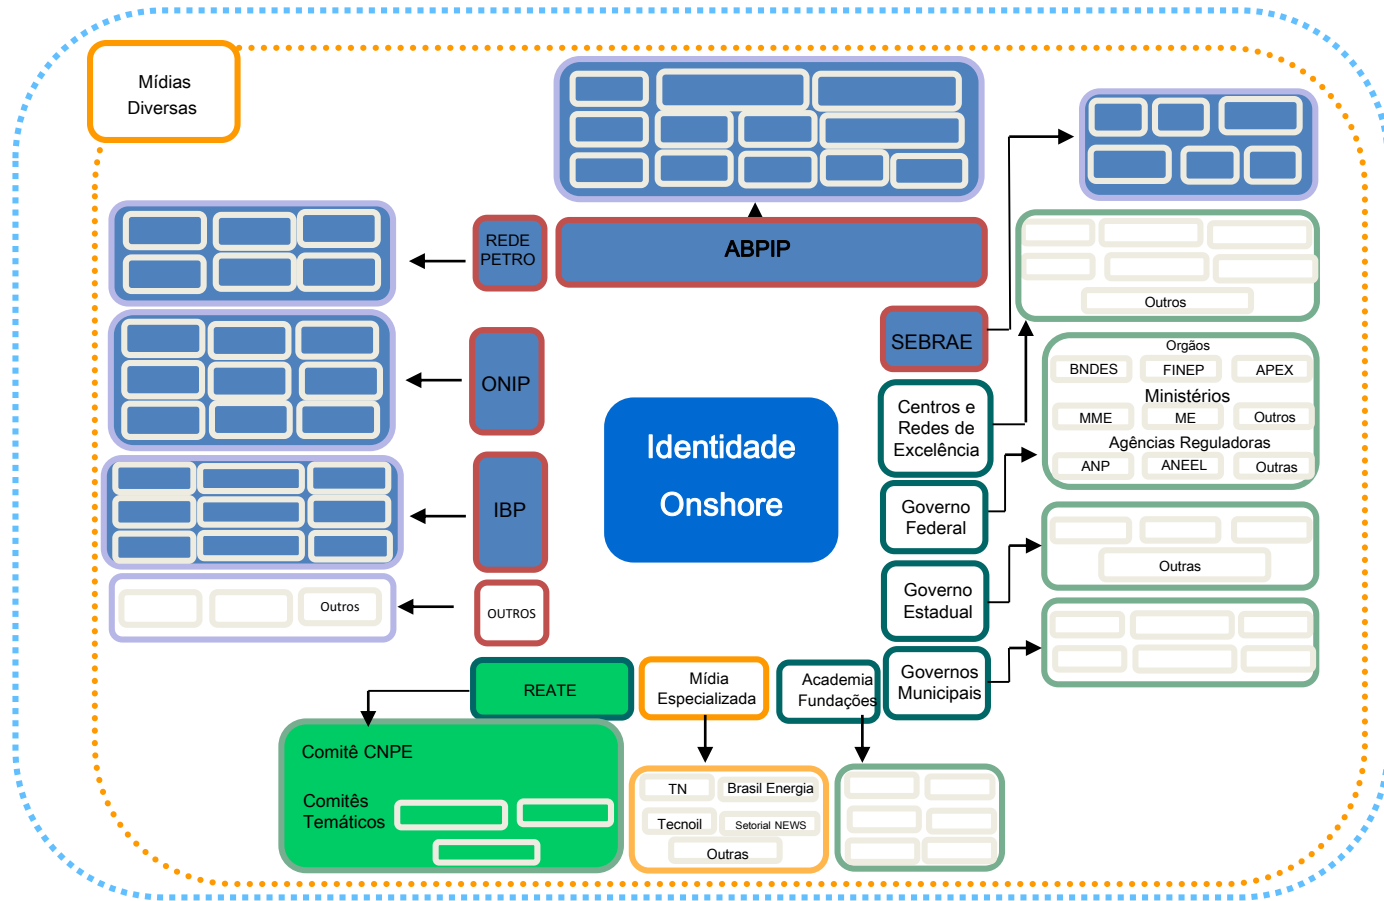 Mídias
Diversas
REDE
PETRO
ABPIP
Outros
SEBRAE
ONIP
Orgãos
BNDES
FINEP
APEX
Ministérios
MME
ME
Outros
Agências Reguladoras
ANP
ANEEL
Outras
Centros e
Redes de
Excelência
Identidade
Onshore
IBP
Governo
Federal
Outras
Governo
Estadual
Outros
OUTROS
Governos
Municipais
REATE
Mídia
Especializada
Academia
Fundações
Comitê CNPE
Comitês
Temáticos
TN
Brasil Energia
Tecnoil
Setorial NEWS
Outras